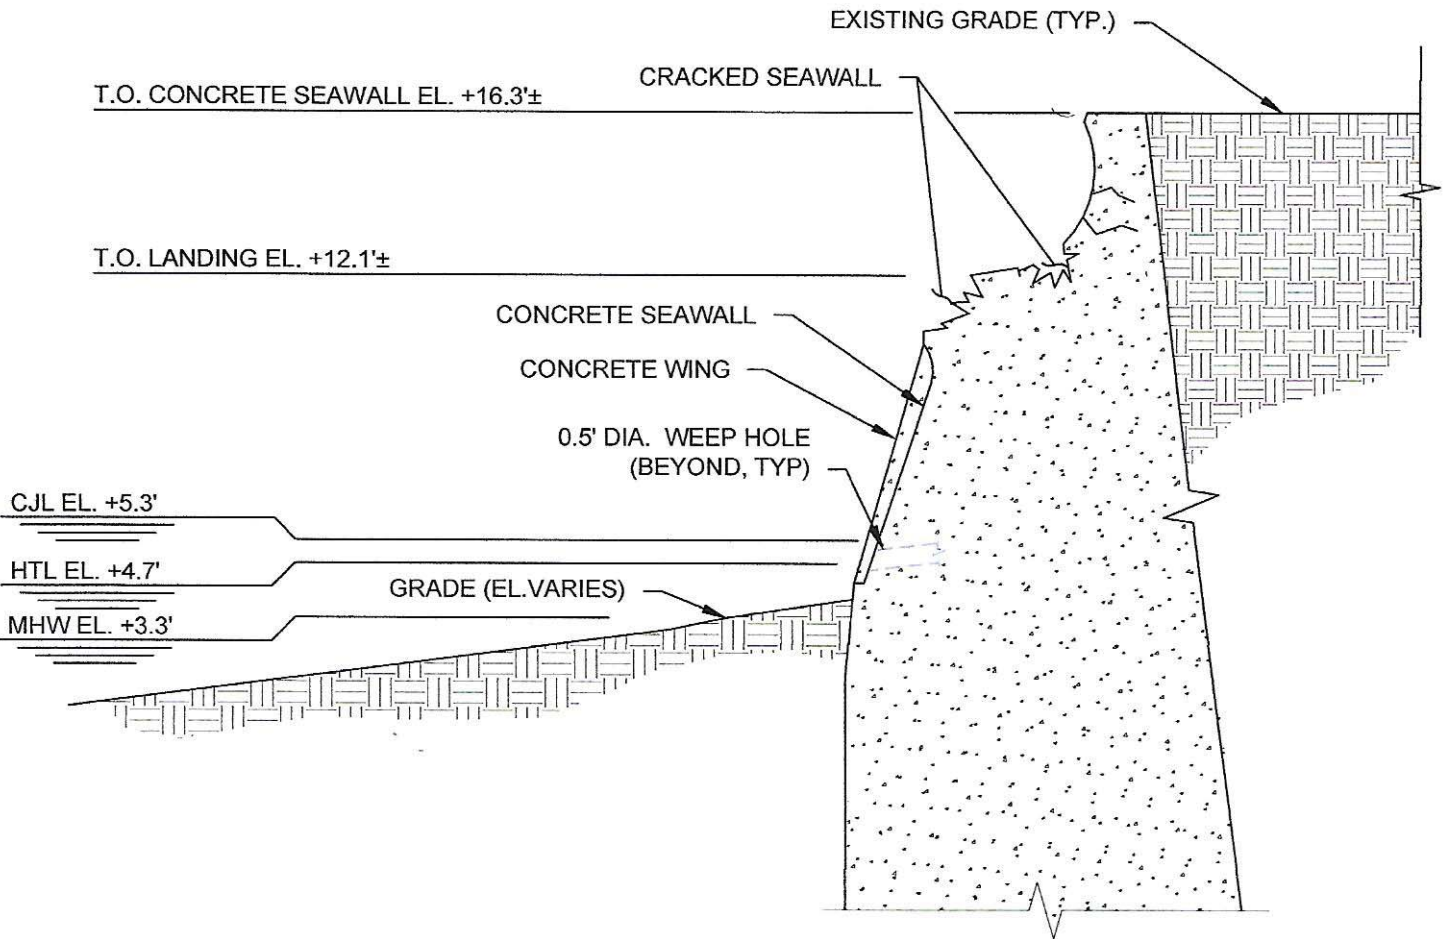 EXISTING GRADE (TYP.)
CRACKED SEAWALL
T.O. CONCRETE SEAWALL EL. +16.3'±
T.O. LANDING EL. +12.1'±
CONCRETE SEAWALL
CONCRETE WING
0.5' DIA. WEEP HOLE
(BEYOND, TYP)
CJL EL. +5.3'
HTL EL. +4.7'
GRADE (EL.VARIES)
MHW EL. +3.3'